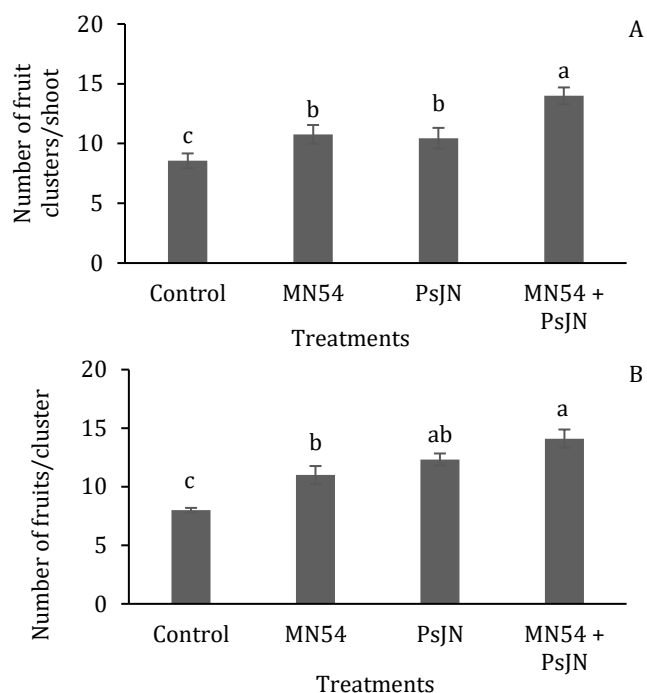 A
Number of fruit
clusters/shoot
20
15
10
5
0
c
b
b
a
Control
MN54
PsJN
MN54 +
PsJN
Treatments
B
Number of fruits/cluster
20
15
10
5
0
c
b
ab
a
Control
MN54
PsJN
MN54 +
PsJN
Treatments